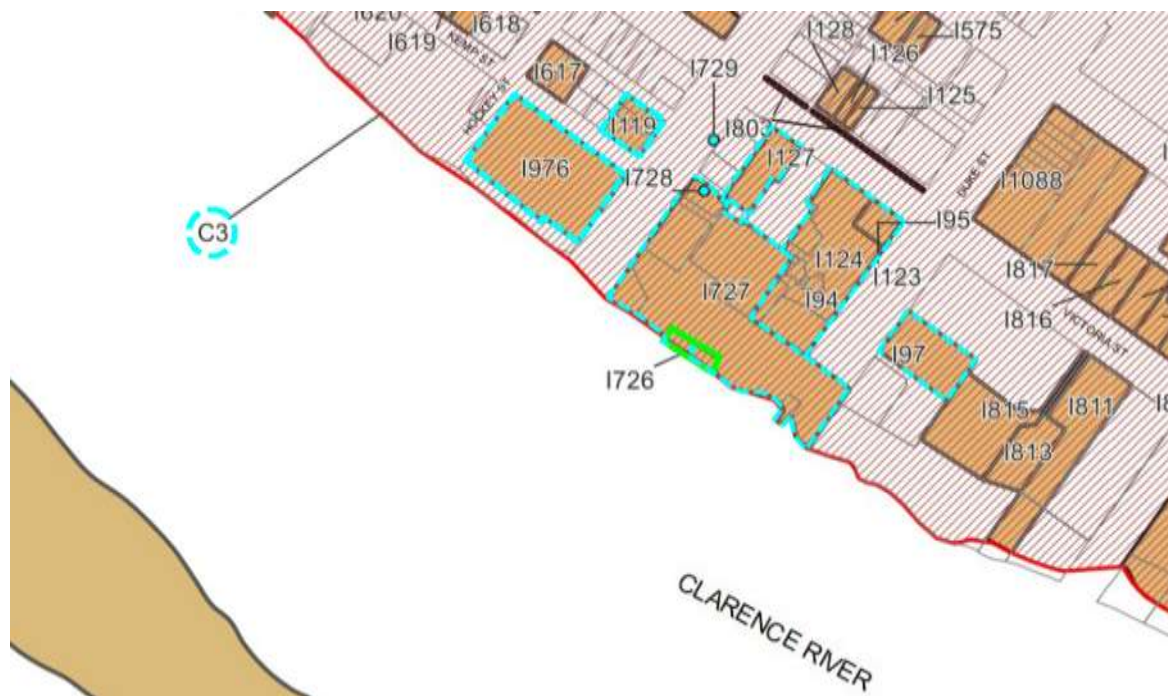 I620
I618
I619
KEMP ST
I128
I575
I126
I729
I125
I617
HOCKEY ST
I119
I803
I127
I976
I728
DUKE ST
I1088
I95
C3
I124
I123
I817
I727
I94
I816
VICTORIA ST
I97
I726
I815
I811
I813
CLARENCE RIVER